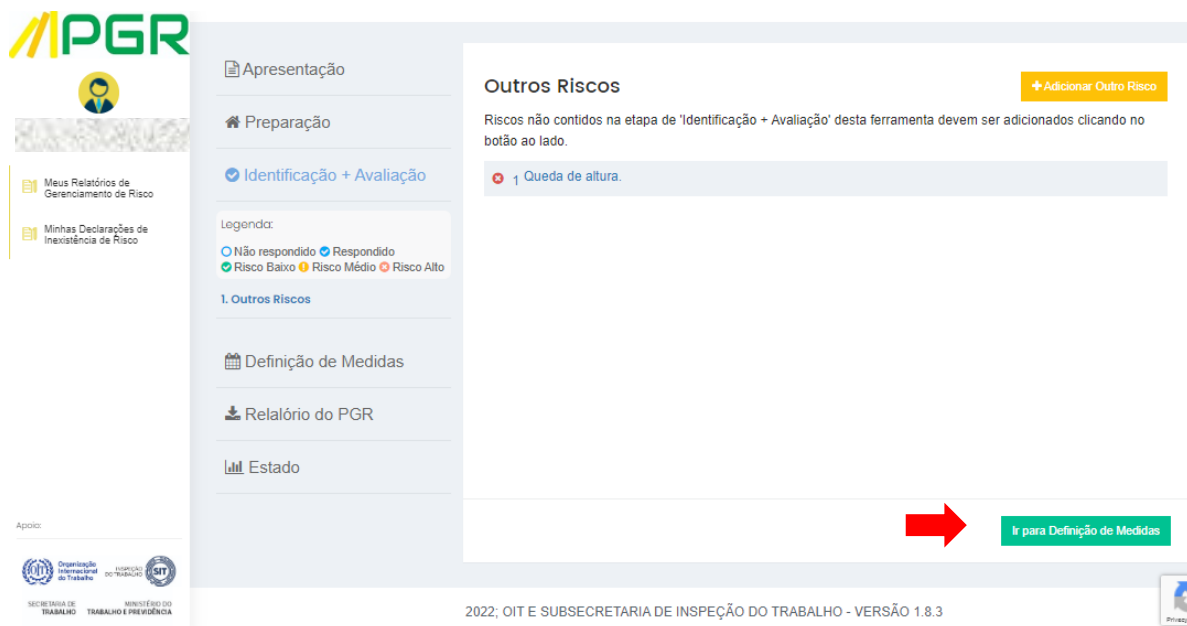 PGR
Meus Relatórios de
Gerenciamento de Risco
Minhas Declarações de
Inexistência de Risco
Apoio:
Organização
Internacional
do Trabalho
INSPEÇÃO
DO TRABALHO
SIT
SECRETARIA DE
TRABALHO
MINISTÉRIO DO
TRABALHO E PREVIDÊNCIA
Apresentação
Preparação
Identificação + Avaliação
Legenda:
Não respondido Respondido
Risco Baixo Risco Médio Risco Alto
1. Outros Riscos
Definição de Medidas
Relalório do PGR
Estado
Outros Riscos
+ Adicionar Outro Risco
Riscos não contidos na etapa de 'Identificação + Avaliação' desta ferramenta devem ser adicionados clicando no
botão ao lado.
1 Queda de altura.
Ir para Definição de Medidas
2022; OIT E SUBSECRETARIA DE INSPEÇÃO DO TRABALHO - VERSÃO 1.8.3